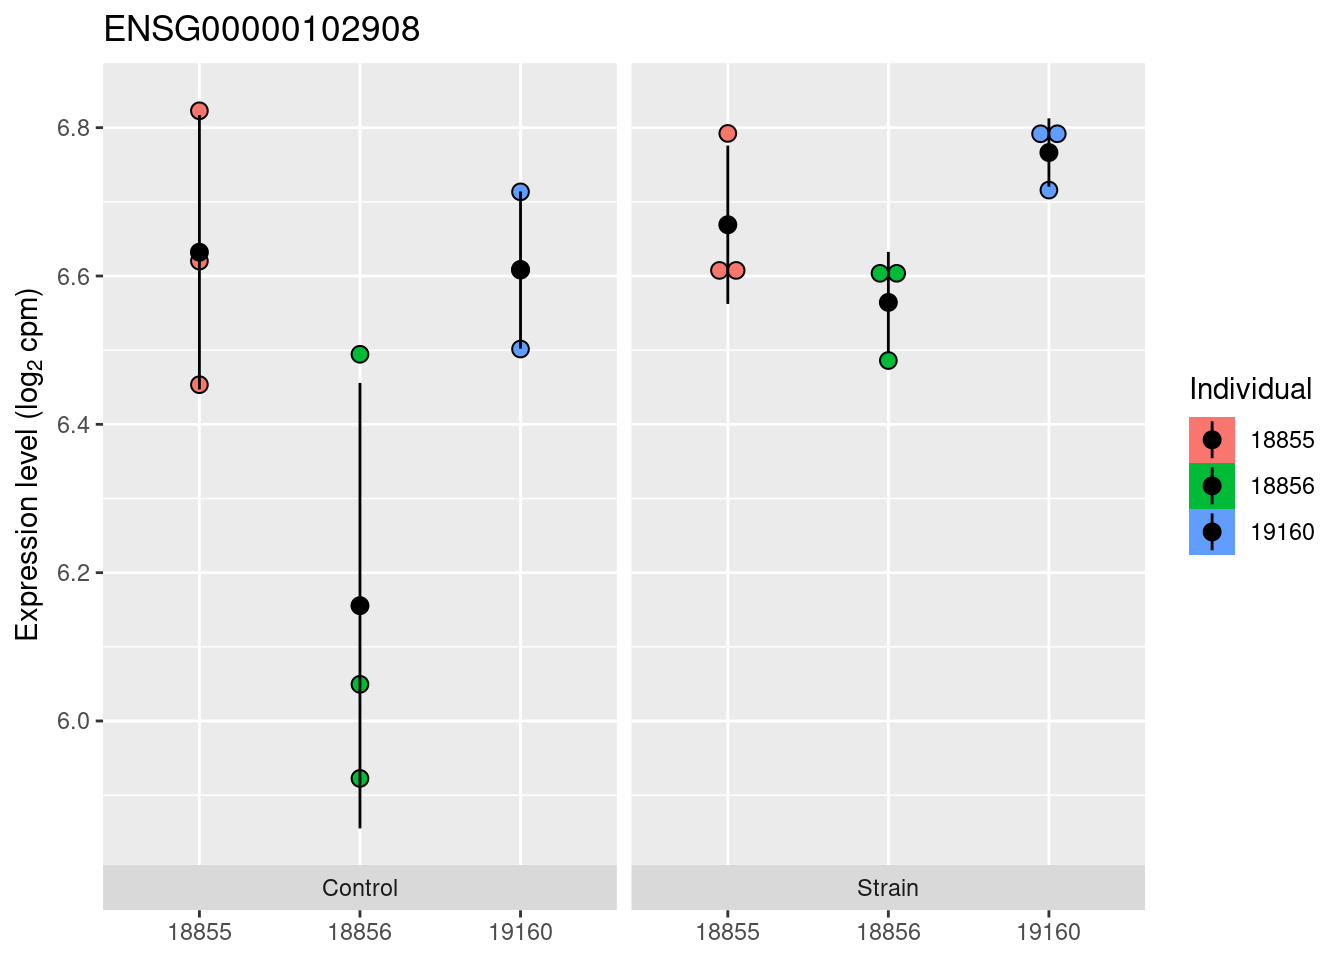 ENSG00000102908
Expression level (log2 cpm)
6.8
6.6
6.4
6.2
6.0
Control
Strain
18855
18856
19160
18855
18856
19160
Individual
18855
18856
19160